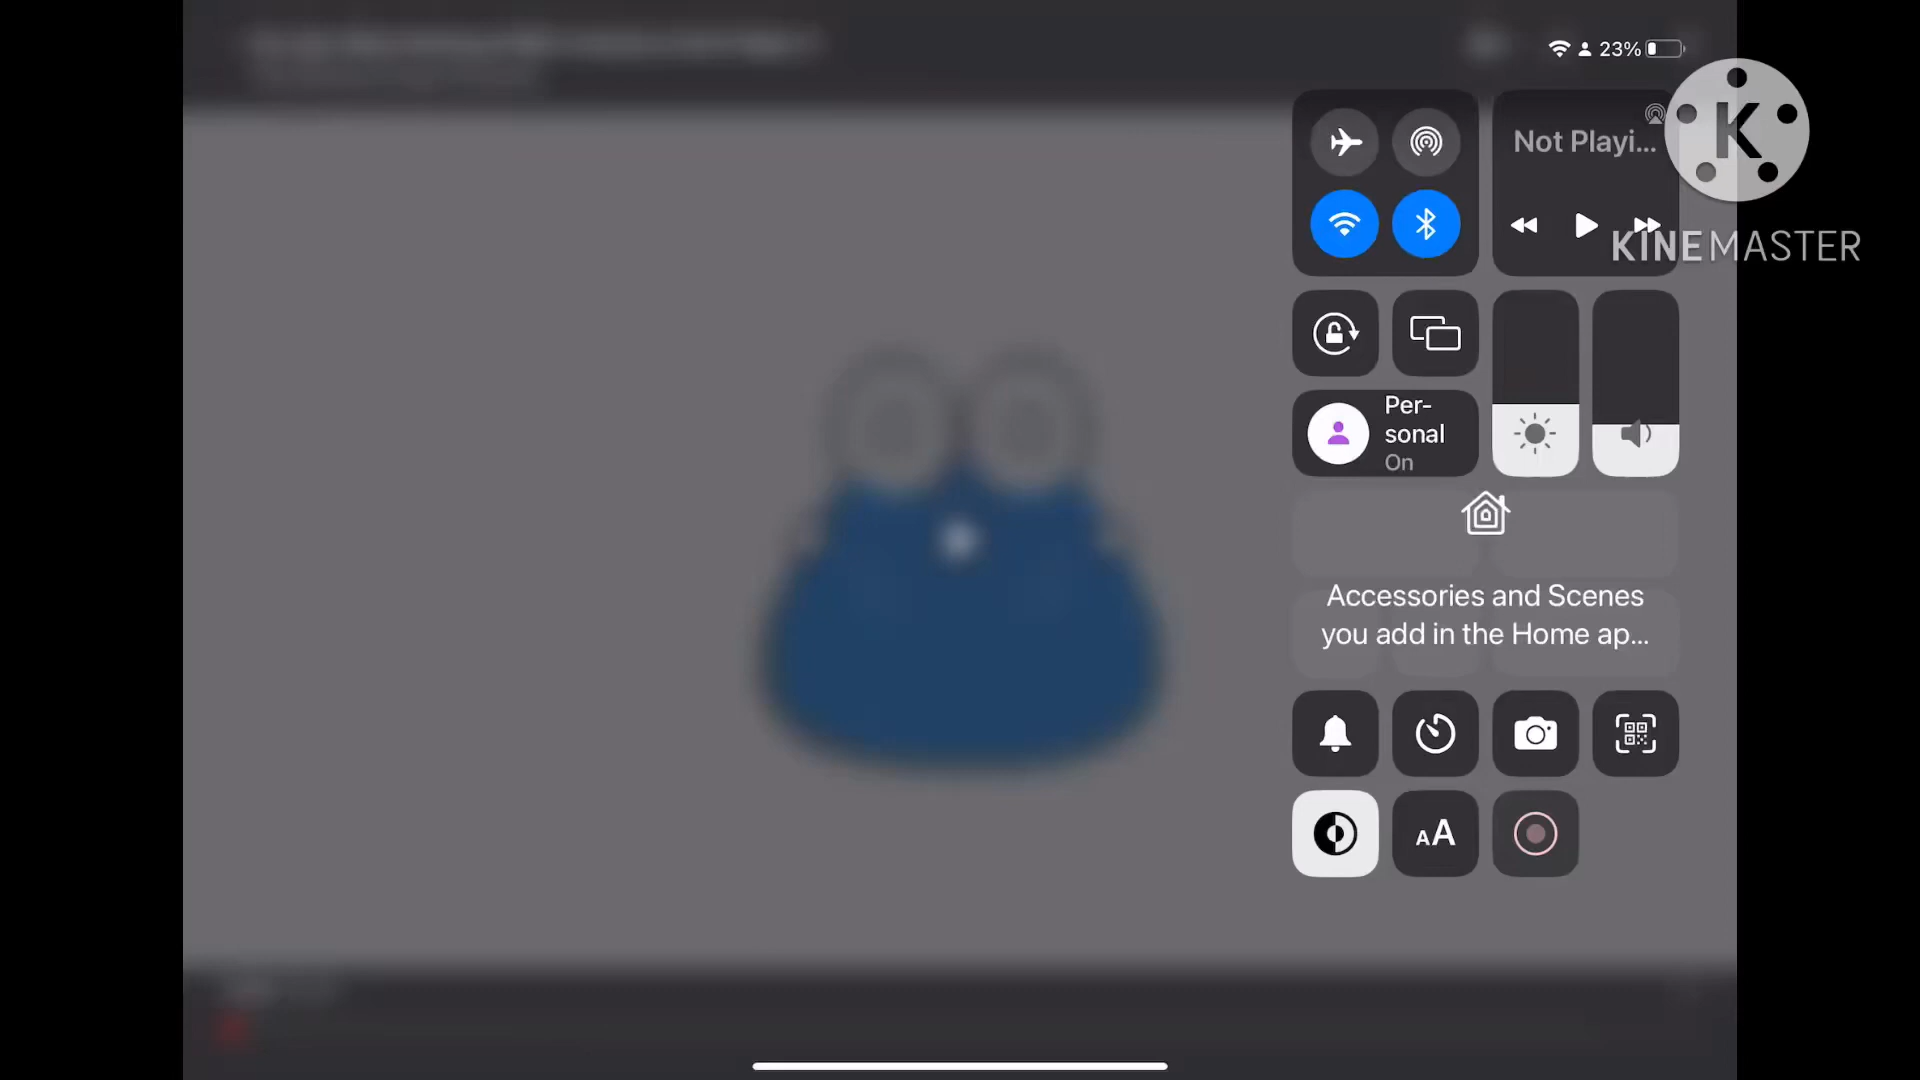 23%
Not Playi...
K
KINEMASTER
Per-
sonal
On
Accessories and Scenes
you add in the Home ap...
AA